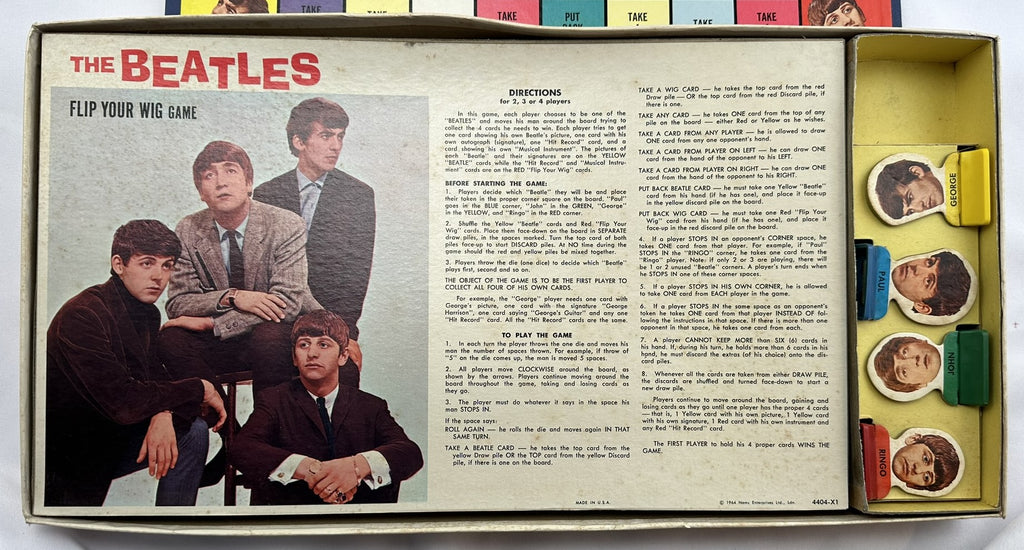 TAKE
TAKE
TAKE
PUT
TAKE
TAKE
TAKE
THE BEATLES
FLIP YOUR WIG GAME
DIRECTIONS
for 2, 3 or 4 players
In this game, each player chooses to be one of the
"BEATLES" and moves his man around the board trying to
collect the 4 cards he needs to win. Each player tries to get
one card showing his own Beatle's picture, one card with his
own autograph (signature), one "Hit Record" card, and a
card showing his own "Musical Instrument". The pictures of
each "Beatle" and their signatures are on the YELLOW
"BEATLE" cards while the "Hit Record" and "Musical Instru-
ment" cards are on the RED "Flip Your Wig" cards.
BEFORE STARTING THE GAME:
1. Players decide which "Beatle" they will be and place
their token in the proper corner square on the board. "Paul"
goes in the BLUE corner, "John" in the GREEN, "George"
in the YELLOW, and "Ringo" in the RED corner.
2. Shuffle the Yellow "Beatle" cards and Red "Flip Your
Wig" cards. Place them face-down on the board in SEPARATE
draw piles, in the spaces marked. Turn the top card of both
piles face-up to start DISCARD piles. At NO time during the
game should the red and yellow piles be mixed together.
3. Players throw the die (one dice) to decide which "Beatle"
plays first, second and so on.
THE OBJECT OF THE GAME IS TO BE THE FIRST PLAYER TO
COLLECT ALL FOUR OF HIS OWN CARDS.
For example, the "George" player needs one card with
George's picture, one card with the signature "George
Harrison", one card saying "George's Guitar" and any one
"Hit Record" card. All the "Hit Record" cards are the same.
TO PLAY THE GAME
1. In each turn the player throws the one die and moves his
man the number of spaces thrown. For example, if throw of
"5" on the die comes up, the man is moved 5 spaces.
2. All players move CLOCKWISE around the board, as
shown by the arrows. Players continue moving around the
board throughout the game, taking and losing cards as
they go.
3. The player must do whatever it says in the space his
man STOPS IN.
If the space says:
ROLL AGAIN — he rolls the die and moves again IN THAT
SAME TURN.
TAKE A BEATLE CARD — he takes the top card from the
yellow Draw pile OR THE TOP card from the yellow Discard
pile, if there is one on the board.
TAKE A WIG CARD — he takes the top card from the red
Draw pile — OR the top card from the red Discard pile, if
there is one.
TAKE ANY CARD — he takes ONE card from the top of any
pile on the board — either Red or Yellow as he wishes.
TAKE A CARD FROM ANY PLAYER — he is allowed to draw
ONE card from any one opponent's hand.
TAKE A CARD FROM PLAYER ON LEFT — he can draw ONE
card from the hand of the opponent to his LEFT.
TAKE A CARD FROM PLAYER ON RIGHT — he can draw ONE
card from the hand of the opponent to his RIGHT.
PUT BACK BEATLE CARD — he must take one Yellow "Beatle"
card from his hand (if he has one), and place it face-up
in the yellow discard pile on the board.
PUT BACK WIG CARD — he must take one Red "Flip Your
Wig" card from his hand (if he has one), and place it
face-up in the red discard pile on the board.
4. If a player STOPS IN an opponent's CORNER space, he
takes ONE CARD from that player. For example, if "Paul"
STOPS IN the "RINGO" corner, he takes one card from the
"Ringo" player. Note: if only 2 or 3 are playing, there will
be 1 or 2 unused "Beatle" corners. A player's turn ends when
he STOPS IN one of these corner spaces.
5. If a player STOPS IN HIS OWN CORNER, he is allowed
to take ONE CARD from EACH player in the game.
6. If a player STOPS IN the same space as an opponent's
token he takes ONE CARD from that player INSTEAD OF fol-
lowing the instructions in that space. If there is more than one
opponent in that space, he takes one card from each.
7. A player CANNOT KEEP MORE than SIX (6) cards in
his hand. If, during his turn, he holds more than 6 cards in his
hand, he must discard the extras (of his choice) onto the dis-
card piles.
8. Whenever all the cards are taken from either DRAW PILE,
the discards are shuffled and turned face-down to start a
new draw pile.
Players continue to move around the board, gaining and
losing cards as they go until one player has the proper 4 cards
— that is, 1 Yellow card with his own picture, 1 Yellow card
with his own signature, 1 Red card with his own instrument and
any Red "Hit Record" card.
The FIRST PLAYER to hold his 4 proper cards WINS THE
GAME.
MADE IN U.S.A.
© 1964 Nems Enterprises Ltd., Ldn.
4404-X1
GEORGE
PAUL
JOHN
RINGO